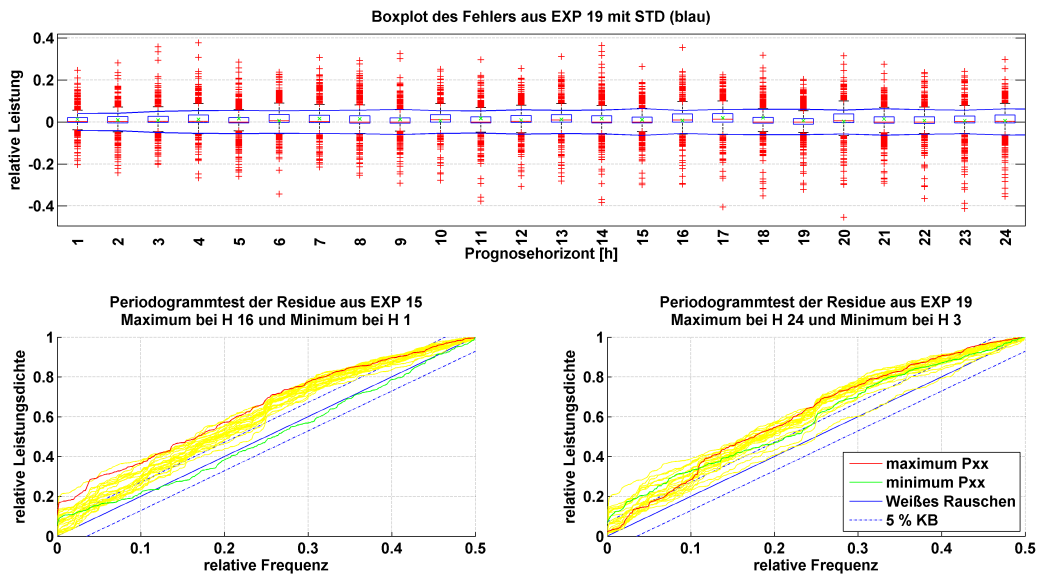 Boxplot des Fehlers aus EXP 19 mit STD (blau)
relative Leistung
0.4
0.2
0
-0.2
-0.4
1 2 3 4 5 6 7 8 9 10 11 12 13 14 15 16 17 18 19 20 21 22 23 24
Prognosehorizont [h]
Periodogrammtest der Residue aus EXP 15
Maximum bei H 16 und Minimum bei H 1
relative Leistungsdichte
1
0.8
0.6
0.4
0.2
0
0 0.1 0.2 0.3 0.4 0.5
relative Frequenz
Periodogrammtest der Residue aus EXP 19
Maximum bei H 24 und Minimum bei H 3
relative Leistungsdichte
1
0.8
0.6
0.4
0.2
0
maximum Pxx
minimum Pxx
Weißes Rauschen
5 % KB
0 0.1 0.2 0.3 0.4 0.5
relative Frequenz